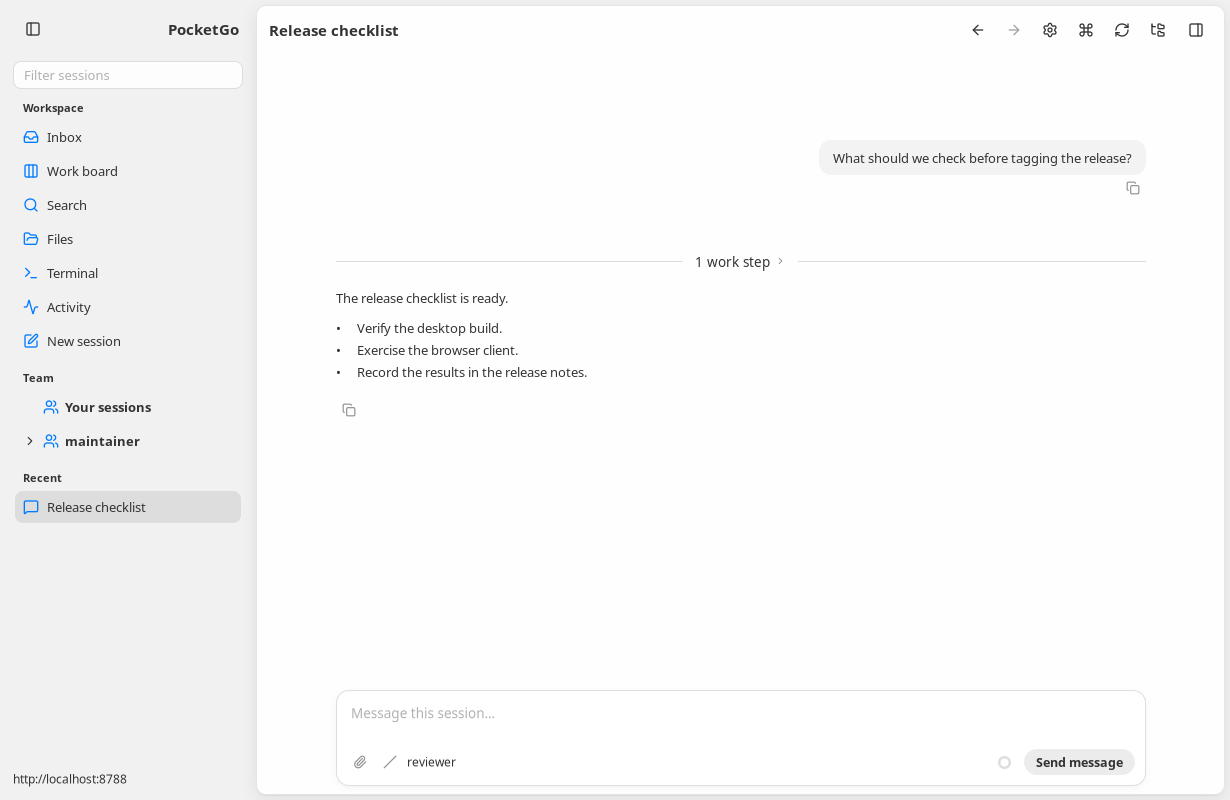 PocketGo
Filter sessions
Workspace
Inbox
Work board
Search
Files
Terminal
Activity
New session
Team
Your sessions
maintainer
Recent
Release checklist
http://localhost:8788
Release checklist
What should we check before tagging the release?
1 work step
The release checklist is ready.
• Verify the desktop build.
• Exercise the browser client.
• Record the results in the release notes.
Message this session...
reviewer
Send message